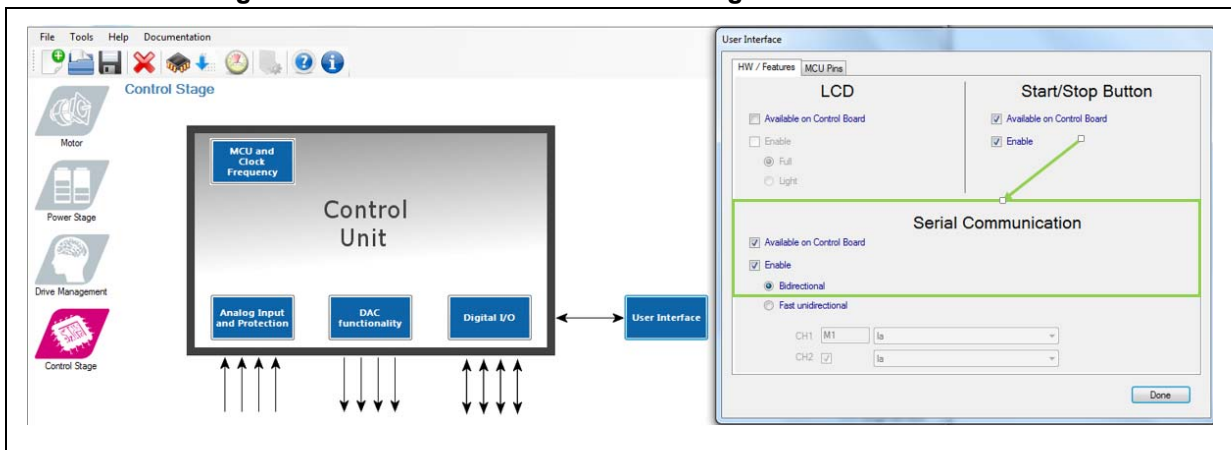 File Tools Help Documentation
Control Stage
Motor
Power Stage
Drive Management
Control Stage
MCU and
Clock
Frequency
Control
Unit
Analog Input
and Protection
DAC
functionality
Digital I/O
User Interface
User Interface
HW / Features MCU Pins
LCD
Available on Control Board
Enable
Full
Light
Start/Stop Button
Available on Control Board
Enable
Serial Communication
Available on Control Board
Enable
Bidirectional
Fast unidirectional
CH1 M1 Ia
CH2 Ia
Done